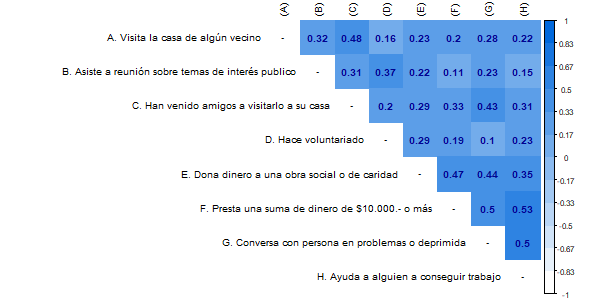 (A) (B) (C) (D) (E) (F) (G) (H)
A. Visita la casa de algún vecino - 0.32 0.48 0.16 0.23 0.2 0.28 0.22
B. Asiste a reunión sobre temas de interés publico - 0.31 0.37 0.22 0.11 0.23 0.15
C. Han venido amigos a visitarlo a su casa - 0.2 0.29 0.33 0.43 0.31
D. Hace voluntariado - 0.29 0.19 0.1 0.23
E. Dona dinero a una obra social o de caridad - 0.47 0.44 0.35
F. Presta una suma de dinero de $10.000.- o más - 0.5 0.53
G. Conversa con persona en problemas o deprimida - 0.5
H. Ayuda a alguien a conseguir trabajo -
1
0.83
0.67
0.5
0.33
0.17
0
-0.17
-0.33
-0.5
-0.67
-0.83
-1